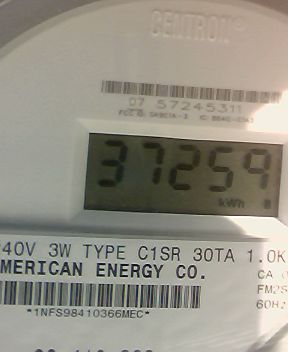 CENTRON®
07 57245311
37259
kWh
40V 3W TYPE C1SR 30TA 1.0K
MERICAN ENERGY CO.
CA
FM2S
60Hz
*1NFS98410366MEC*